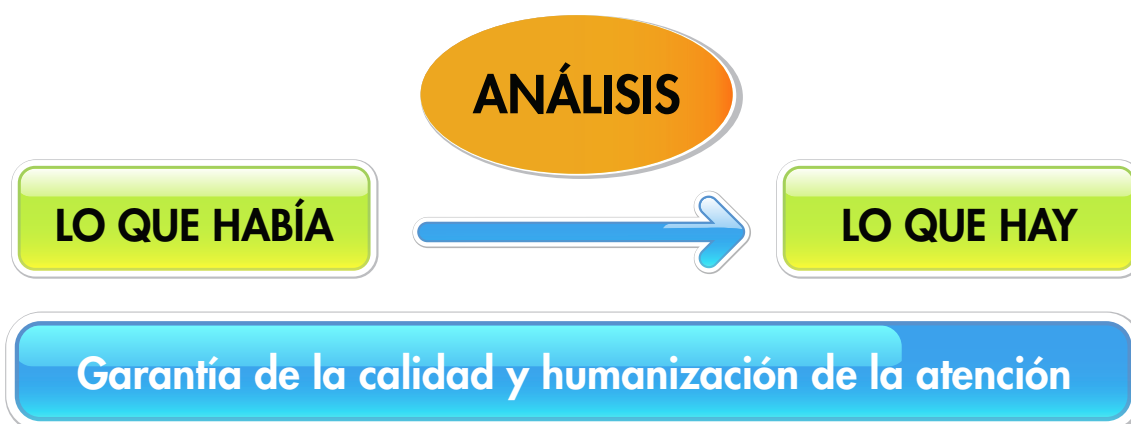 ANÁLISIS
LO QUE HABÍA
LO QUE HAY
Garantía de la calidad y humanización de la atención